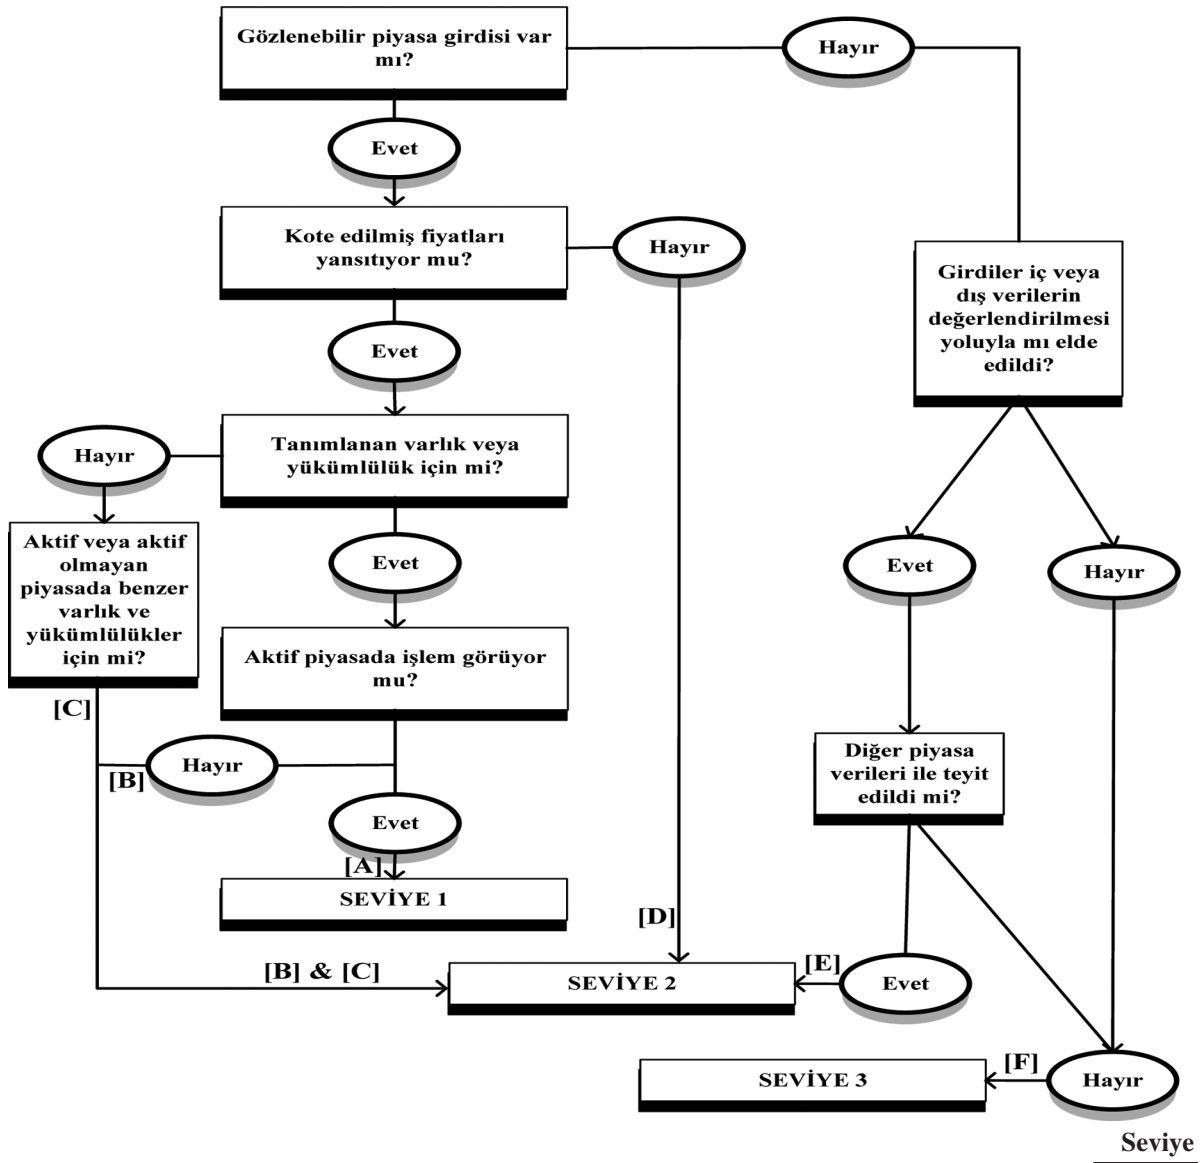 Gözlenebilir piyasa girdisi var
mı?
Hayır
Evet
Kote edilmiş fiyatları
yansıtıyor mu?
Hayır
Girdiler iç veya
dış verilerin
değerlendirilmesi
yoluyla mı elde
edildi?
Evet
Tanımlanan varlık veya
yükümlülük için mi?
Hayır
Aktif veya aktif
olmayan
piyasada benzer
varlık ve
yükümlülükler
için mi?
Evet
Evet
Hayır
Aktif piyasada işlem görüyor
mu?
[C]
[B]
Hayır
Diğer piyasa
verileri ile teyit
edildi mi?
Evet
[A]
SEVİYE 1
[D]
[B] & [C]
SEVİYE 2
[E]
Evet
SEVİYE 3
[F]
Hayır
Seviye